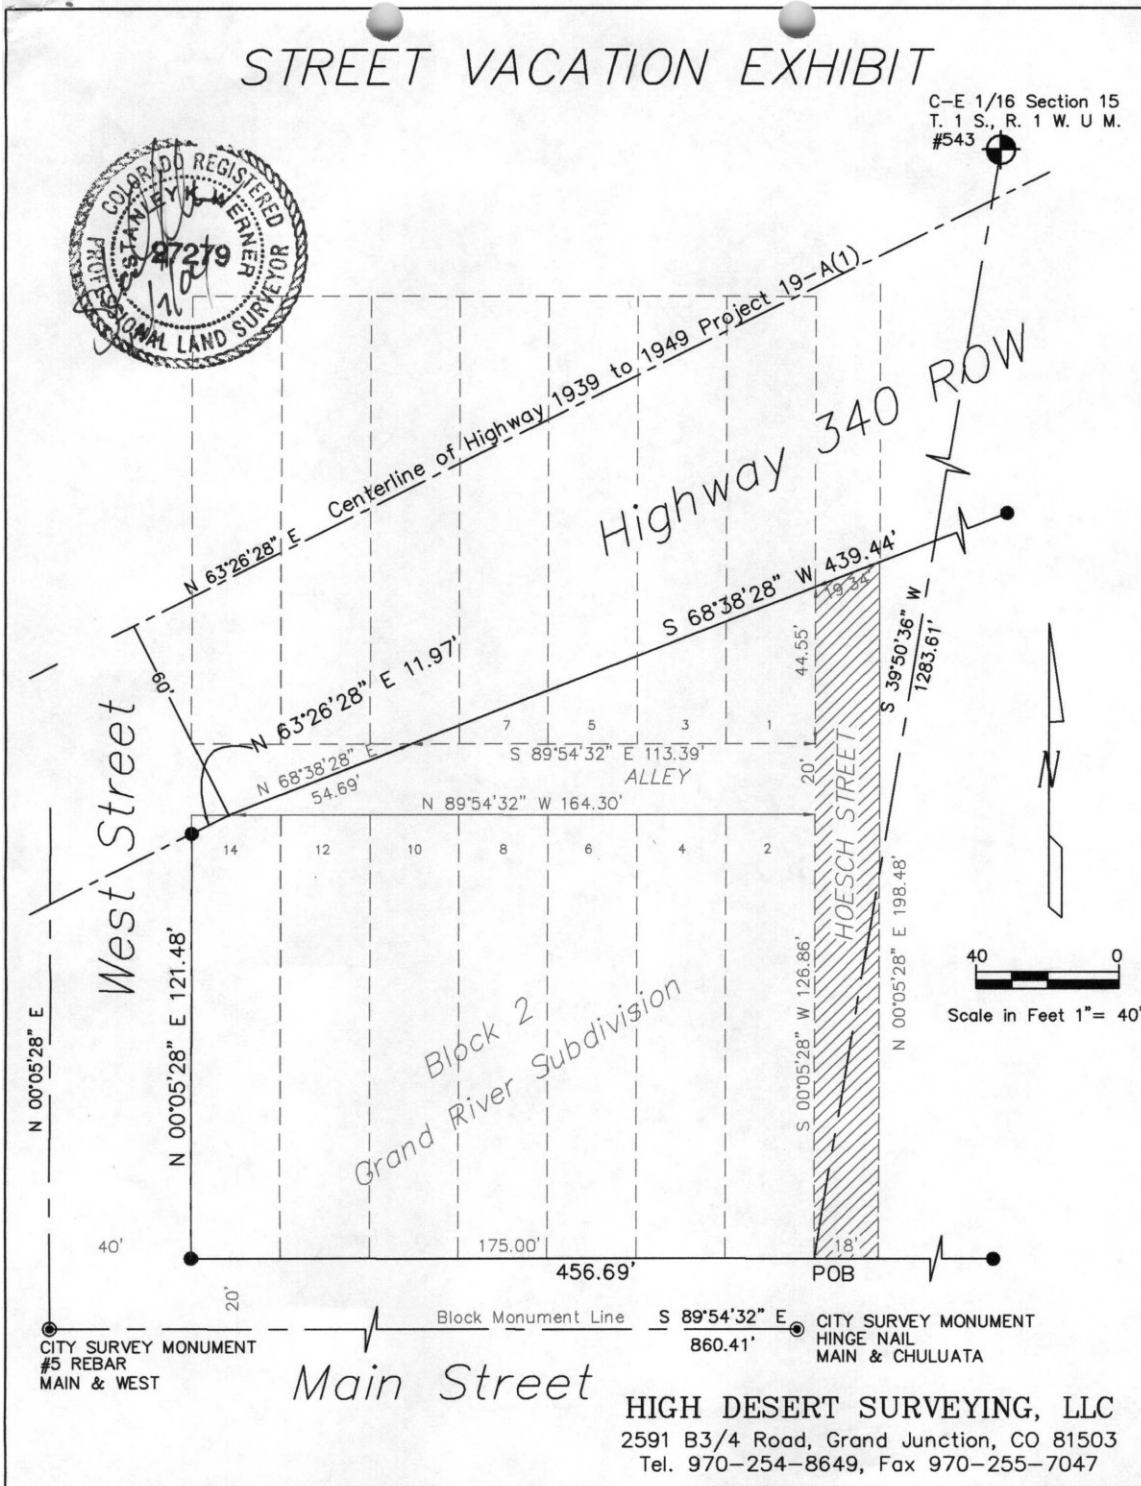 STREET VACATION EXHIBIT
C-E 1/16 Section 15
T. 1 S., R. 1 W. U M.
#543
COLORADO REGISTERED
STANLEY K. WERNER
27279
PROFESSIONAL LAND SURVEYOR
Centerline of Highway 1939 to 1949 Project 19-A(1)
N 63°26'28" E
Highway 340 ROW
S 68°38'28" W 439.44'
19.34'
S 39°50'36" W
1283.61'
60'
N 63°26'28" E 11.97'
44.55'
7 5 3 1
N 68°38'28" E
54.69'
S 89°54'32" E 113.39'
ALLEY
20'
N 89°54'32" W 164.30'
14 12 10 8 6 4 2
West Street
HOESCH STREET
N
N 00°05'28" E 121.48'
S 00°05'28" W 126.86'
N 00°05'28" E 198.48'
N 00°05'28" E
40 0
Scale in Feet 1"= 40'
Block 2
Grand River Subdivision
40'
175.00'
18'
456.69'
POB
20'
Block Monument Line
S 89°54'32" E
860.41'
CITY SURVEY MONUMENT
#5 REBAR
MAIN & WEST
CITY SURVEY MONUMENT
HINGE NAIL
MAIN & CHULUATA
Main Street
HIGH DESERT SURVEYING, LLC
2591 B3/4 Road, Grand Junction, CO 81503
Tel. 970-254-8649, Fax 970-255-7047